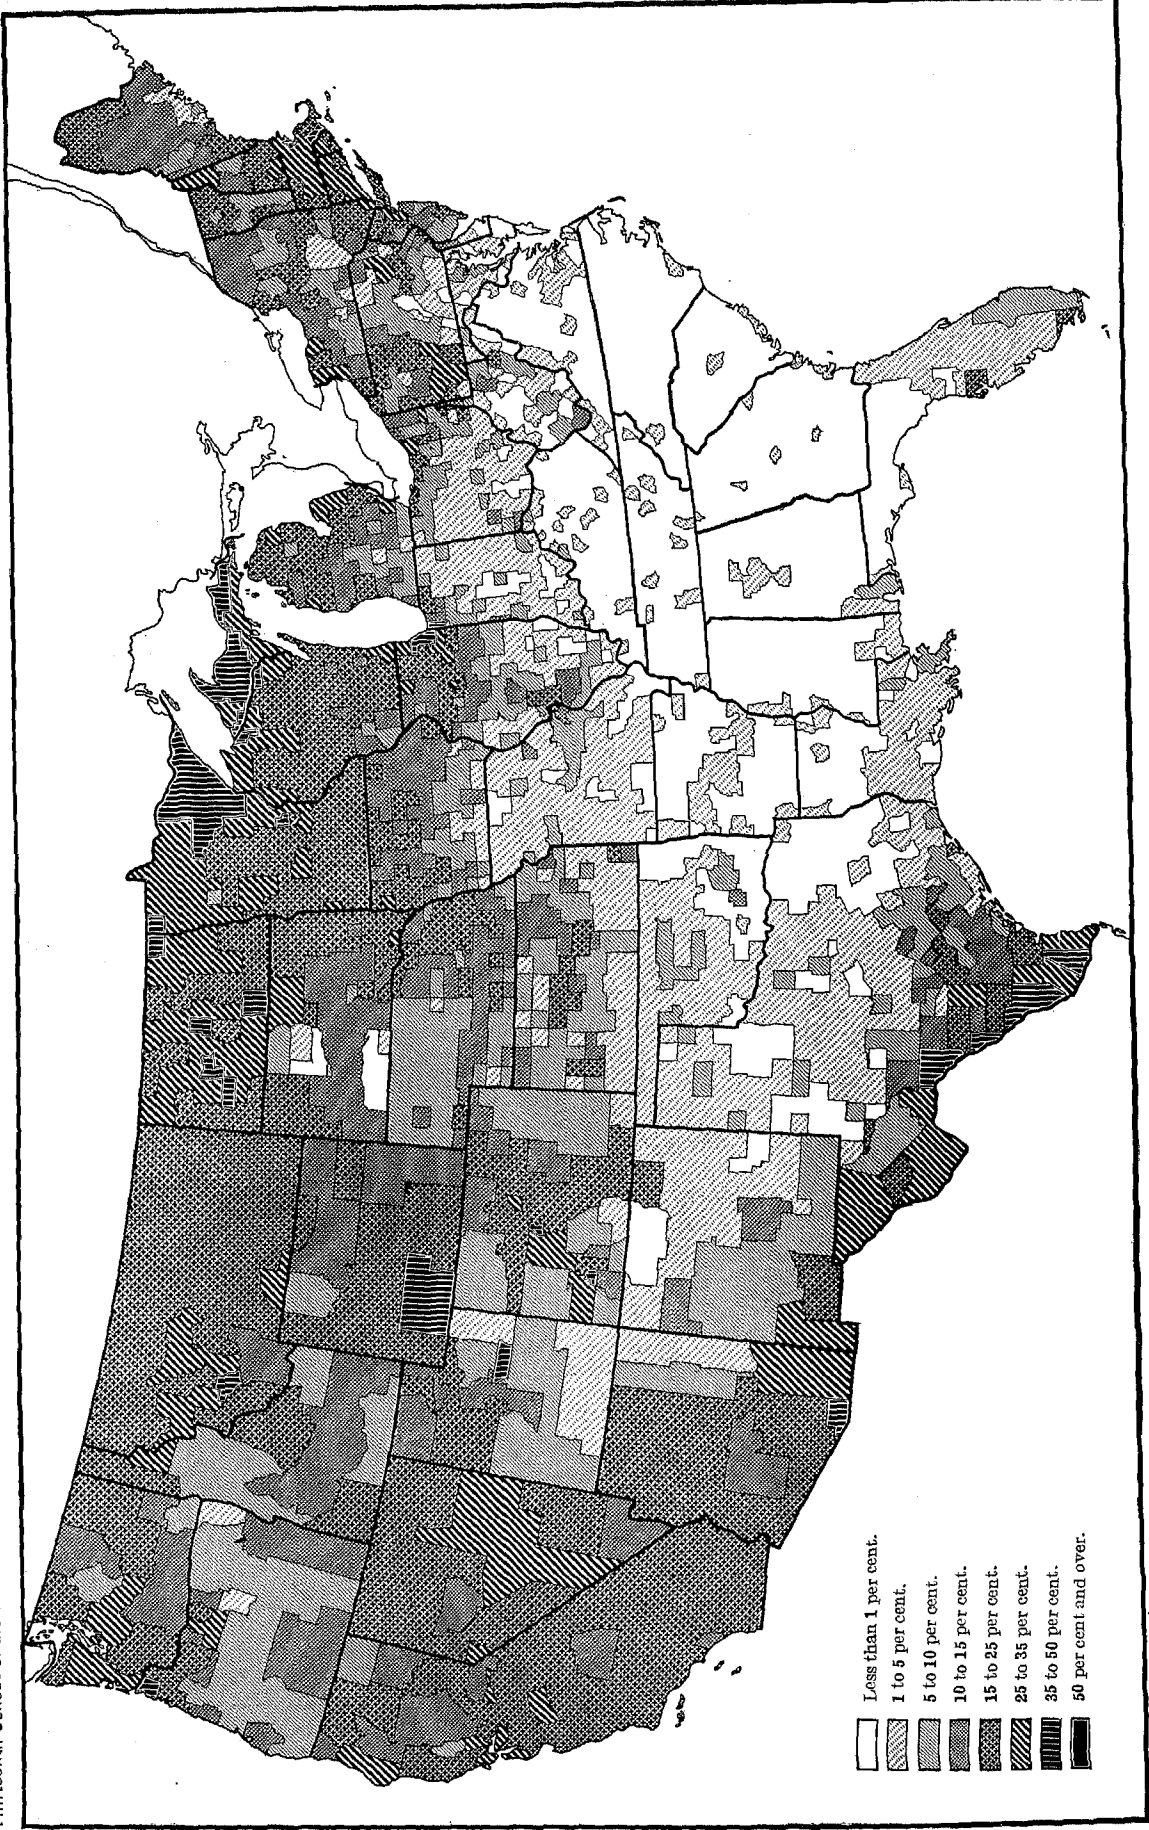 Less than 1 per cent.
1 to 5 per cent.
5 to 10 per cent.
10 to 15 per cent.
15 to 25 per cent.
25 to 35 per cent.
35 to 50 per cent.
50 per cent and over.